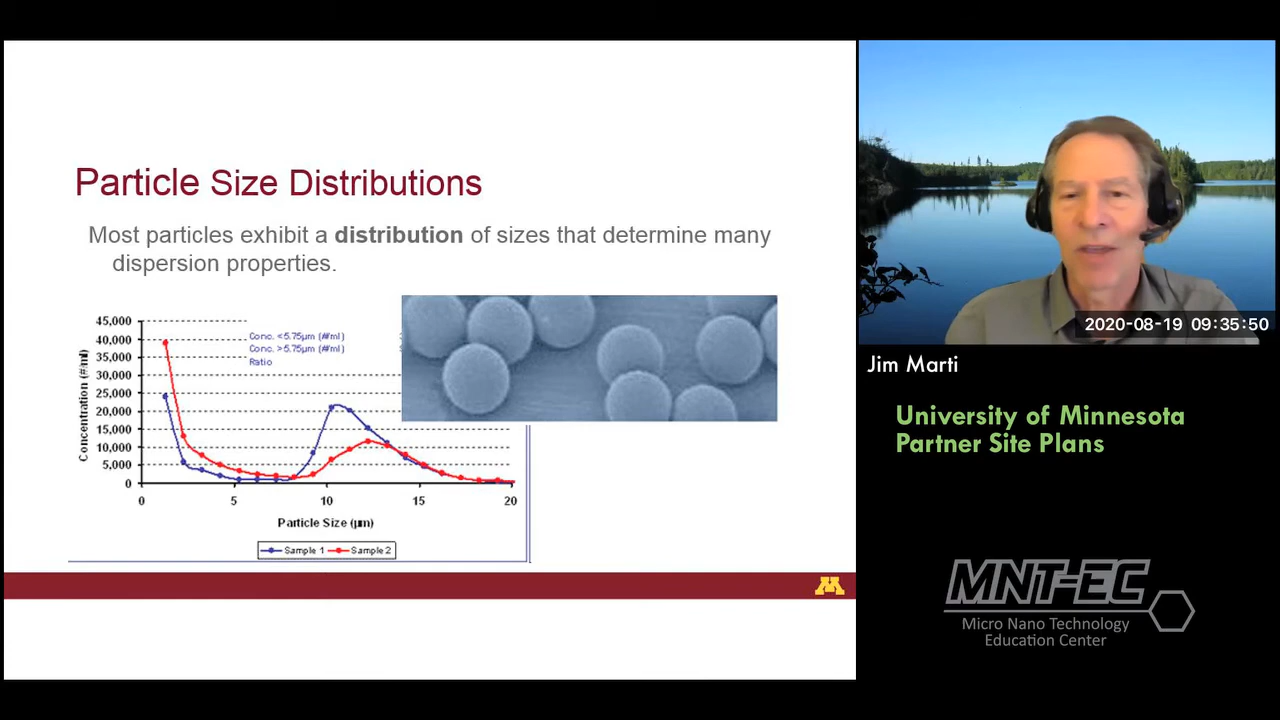 Particle Size Distributions
Most particles exhibit a distribution of sizes that determine many
dispersion properties.
45,000
40,000
35,000
30,000
25,000
20,000
15,000
10,000
5,000
0
Concentration (#/ml)
Conc. <5.75µm (#/ml)
Conc. >5.75µm (#/ml)
Ratio
0 5 10 15 20
Particle Size (µm)
Sample 1 Sample 2
M
2020-08-19 09:35:50
Jim Marti
University of Minnesota
Partner Site Plans
MNT-EC
Micro Nano Technology
Education Center